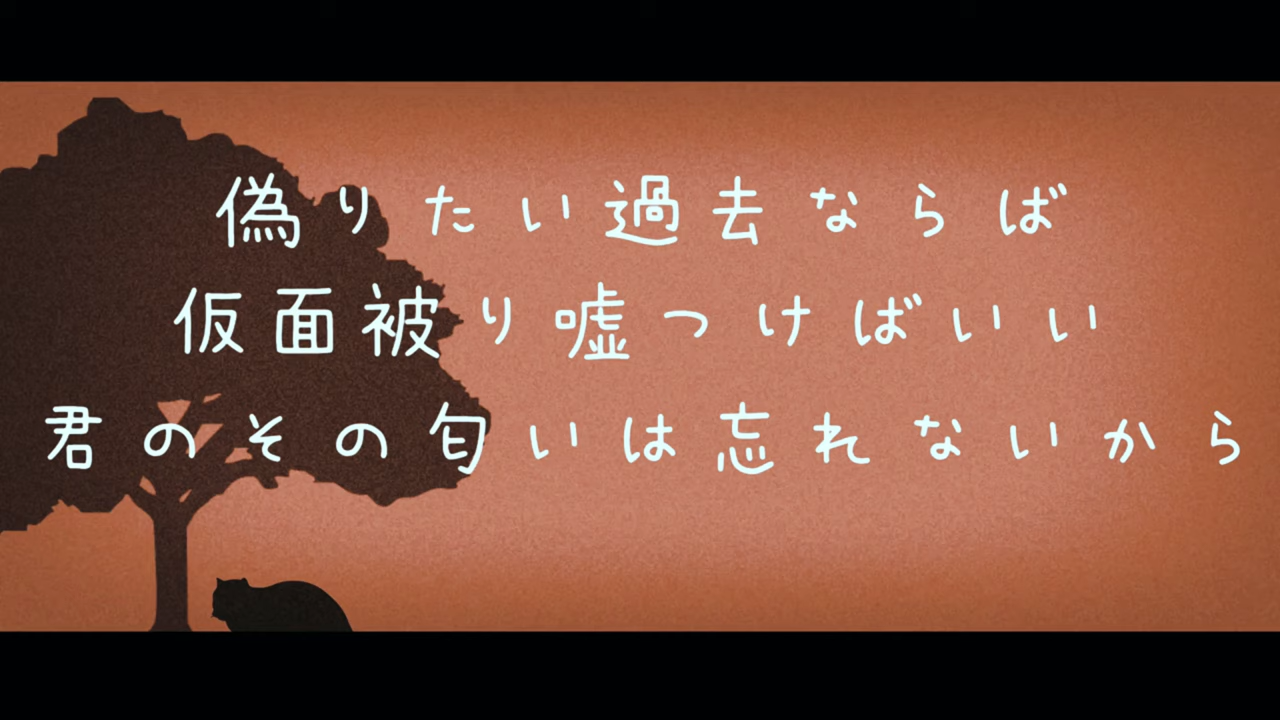 偽りたい過去ならば
仮面被り嘘つけばいい
君のその匂いは忘れないから